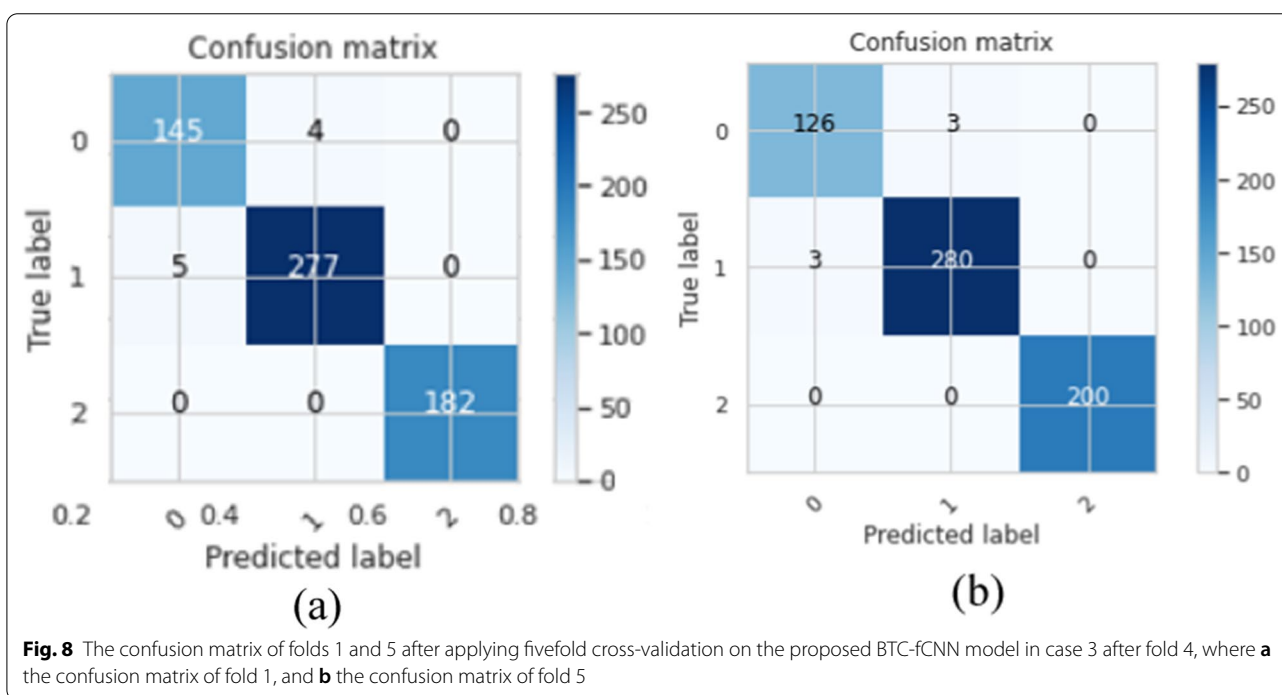 Confusion matrix
250
200
150
100
50
0
True label
0
1
2
145 4 0
5 277 0
0 0 182
0.2 0 0.4 1 0.6 2 0.8
Predicted label
(a)
Confusion matrix
250
200
150
100
50
0
True label
0
1
2
126 3 0
3 280 0
0 0 200
0 1 2
Predicted label
(b)
Fig. 8 The confusion matrix of folds 1 and 5 after applying fivefold cross-validation on the proposed BTC-fCNN model in case 3 after fold 4, where a
the confusion matrix of fold 1, and b the confusion matrix of fold 5